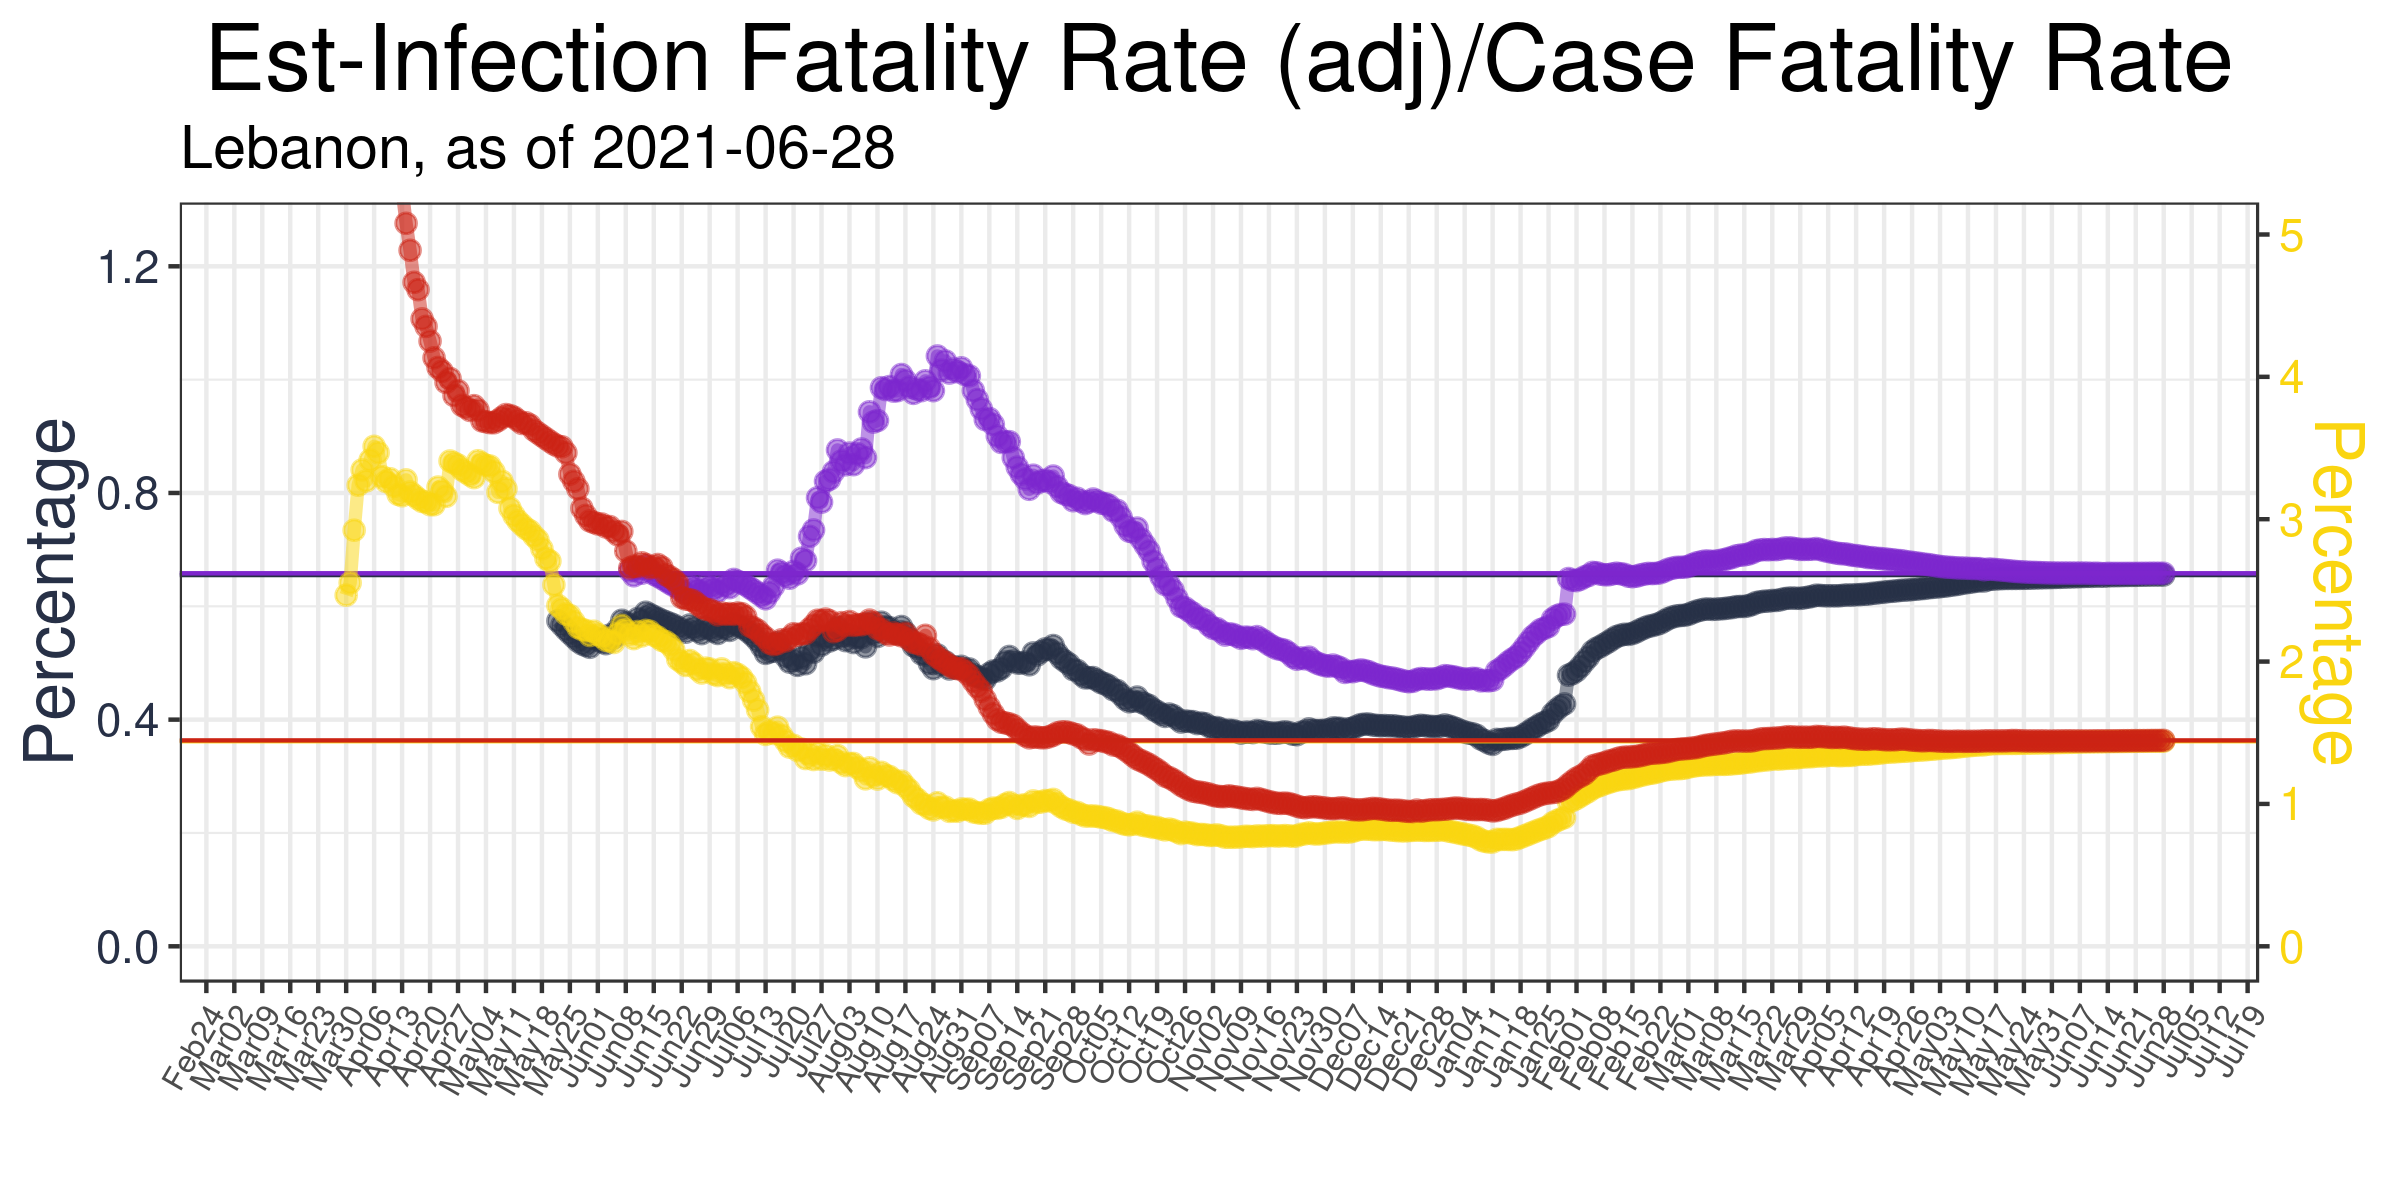 Est-Infection Fatality Rate (adj)/Case Fatality Rate
Lebanon, as of 2021-06-28
Percentage
1.2
0.8
0.4
0.0
5
4
3
2
1
0
Percentage
Feb24
Mar02
Mar09
Mar16
Mar23
Mar30
Apr06
Apr13
Apr20
Apr27
May04
May11
May18
May25
Jun01
Jun08
Jun15
Jun22
Jun29
Jul06
Jul13
Jul20
Jul27
Aug03
Aug10
Aug17
Aug24
Aug31
Sep07
Sep14
Sep21
Sep28
Oct05
Oct12
Oct19
Oct26
Nov02
Nov09
Nov16
Nov23
Nov30
Dec07
Dec14
Dec21
Dec28
Jan04
Jan11
Jan18
Jan25
Feb01
Feb08
Feb15
Feb22
Mar01
Mar08
Mar15
Mar22
Mar29
Apr05
Apr12
Apr19
Apr26
May03
May10
May17
May24
May31
Jun07
Jun14
Jun21
Jun28
Jul05
Jul12
Jul19